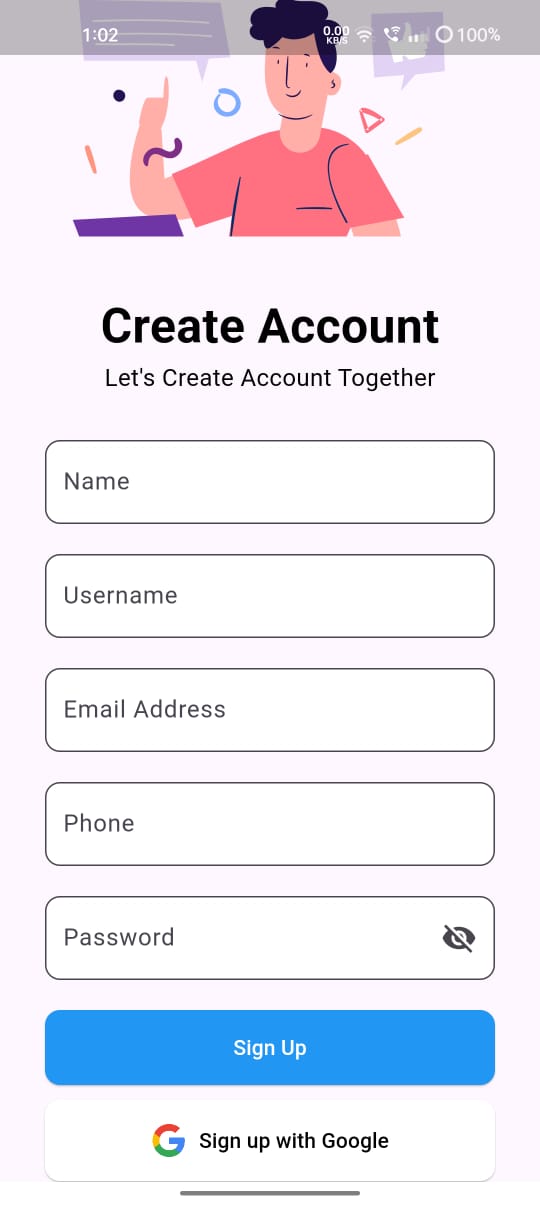 1:02
0.00
KB/S
100%
Create Account
Let's Create Account Together
Name
Username
Email Address
Phone
Password
Sign Up
Sign up with Google